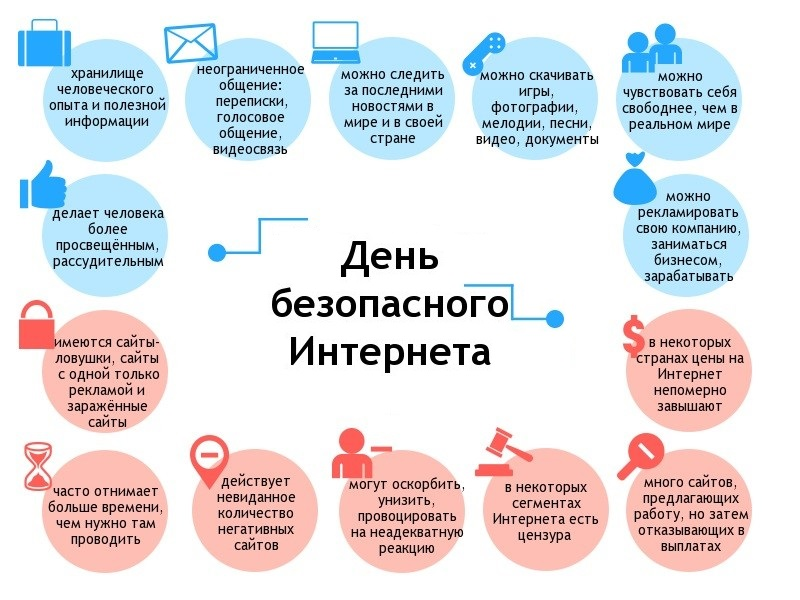 хранилище
человеческого
опыта и полезной
информации
неограниченное
общение:
переписки,
голосовое
общение,
видеосвязь
можно следить
за последними
новостями в
мире и в своей
стране
можно скачивать
игры,
фотографии,
мелодии, песни,
видео, документы
можно
чувствовать себя
свободнее, чем в
реальном мире
делает человека
более
просвещённым,
рассудительным
можно
рекламировать
свою компанию,
заниматься
бизнесом,
зарабатывать
День
безопасного
Интернета
имеются сайты-
ловушки, сайты
с одной только
рекламой и
заражённые
сайты
$
в некоторых
странах цены на
Интернет
непомерно
завышают
часто отнимает
больше времени,
чем нужно там
проводить
действует
невиданное
количество
негативных
сайтов
могут оскорбить,
унизить,
провоцировать
на неадекватную
реакцию
в некоторых
сегментах
Интернета есть
цензура
много сайтов,
предлагающих
работу, но затем
отказывающих в
выплатах